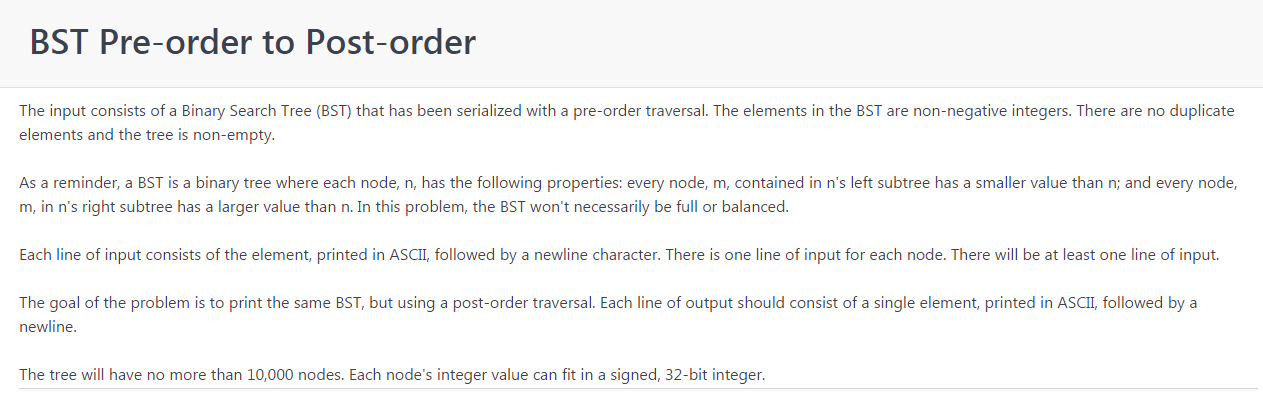 BST Pre-order to Post-order
The input consists of a Binary Search Tree (BST) that has been serialized with a pre-order traversal. The elements in the BST are non-negative integers. There are no duplicate
elements and the tree is non-empty.
As a reminder, a BST is a binary tree where each node, n, has the following properties: every node, m, contained in n's left subtree has a smaller value than n; and every node,
m, in n's right subtree has a larger value than n. In this problem, the BST won't necessarily be full or balanced.
Each line of input consists of the element, printed in ASCII, followed by a newline character. There is one line of input for each node. There will be at least one line of input.
The goal of the problem is to print the same BST, but using a post-order traversal. Each line of output should consist of a single element, printed in ASCII, followed by a
newline.
The tree will have no more than 10,000 nodes. Each node's integer value can fit in a signed, 32-bit integer.